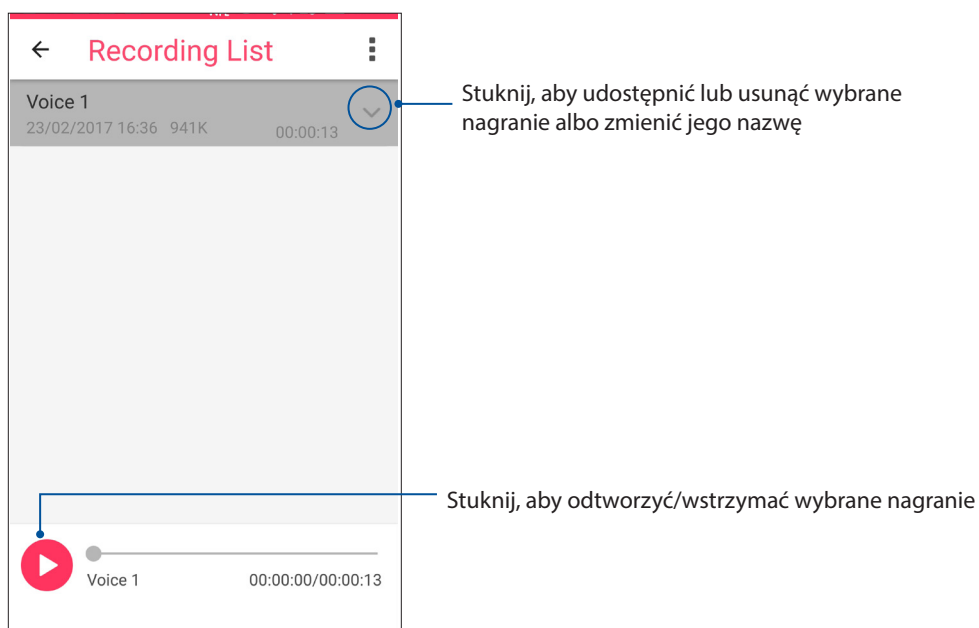 Recording List
Voice 1
23/02/2017 16:36 941K 00:00:13
Stuknij, aby udostępnić lub usunąć wybrane
nagranie albo zmienić jego nazwę
Stuknij, aby odtworzyć/wstrzymać wybrane nagranie
Voice 1 00:00:00/00:00:13